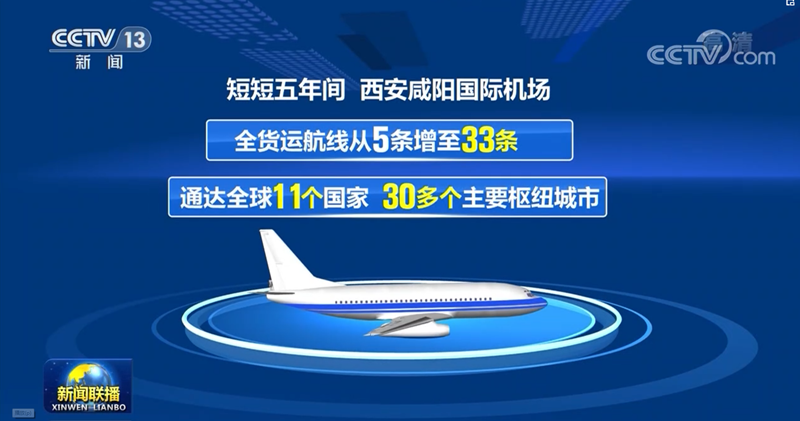 CCTV 13
新闻
高清
CCTV.com
短短五年间 西安咸阳国际机场
全货运航线从5条增至33条
通达全球11个国家 30多个主要枢纽城市
新闻联播
XINWEN LIANBO